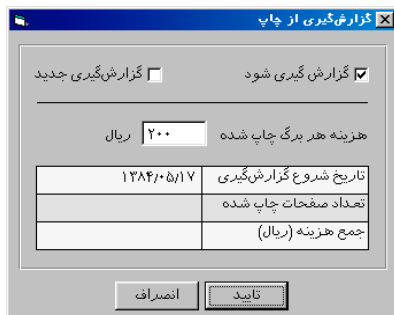 گزارش‌گیری از چاپ
گزارش گیری شود گزارش‌گیری جدید
هزینه هر برگ چاپ شده ۲۰۰ ریال
تاریخ شروع گزارش‌گیری ۱۳۸۴/۰۵/۱۷
تعداد صفحات چاپ شده
جمع هزینه (ریال)
تایید انصراف